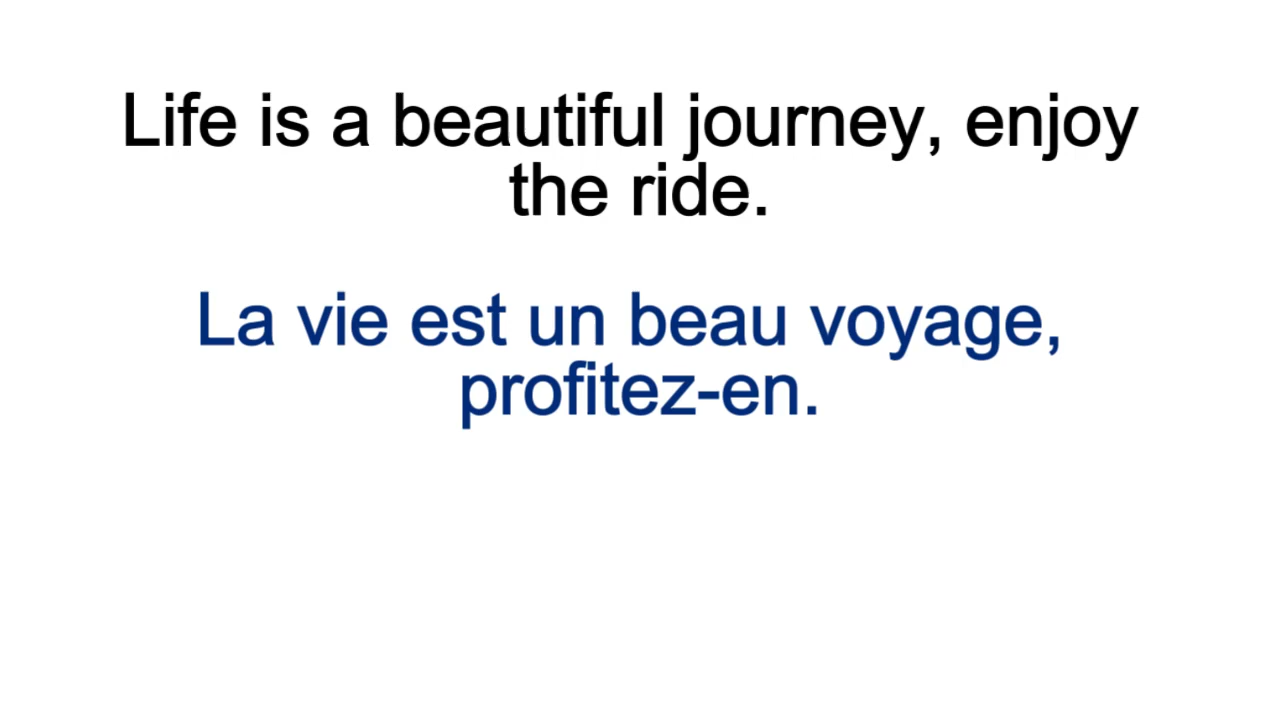 Life is a beautiful journey, enjoy
the ride.
La vie est un beau voyage,
profitez-en.